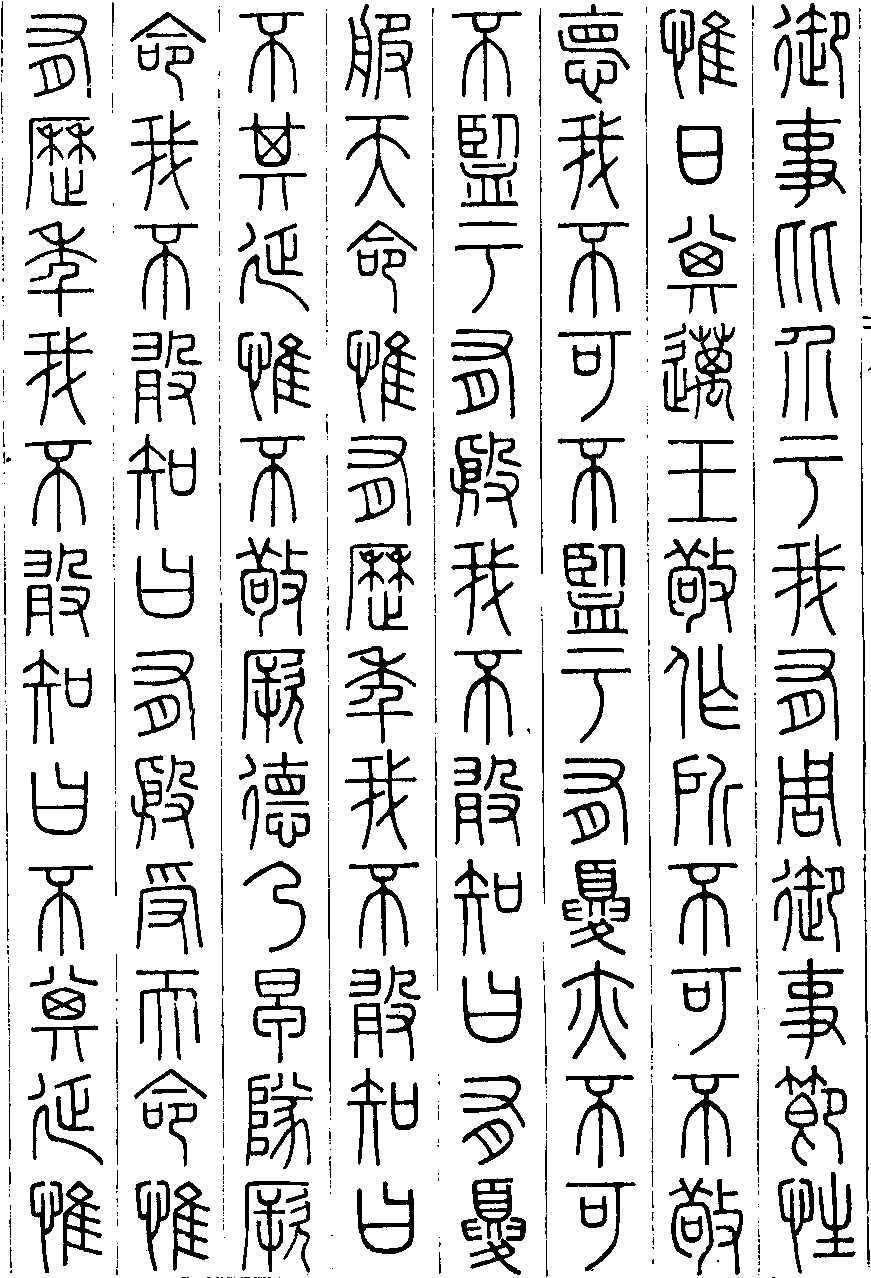 御事比介于我有周御事節性
惟日其邁王敬作所不可不敬
悳我不可不監于有夏亦不可
不監于有殷我不敢知曰有夏
服天命惟有歷年我不敢知曰
不其延惟不敬厥德乃早隊厥
命我不敢知曰有殷受天命惟
有歷年我不敢知曰不其延惟